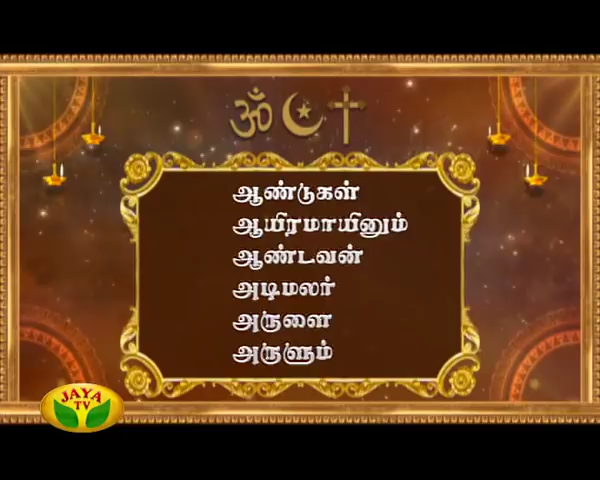 ஆண்டுகள்
ஆயிரமாயினும்
ஆண்டவன்
அடிமலர்
அருளை
அருளும்
JAYA
TV